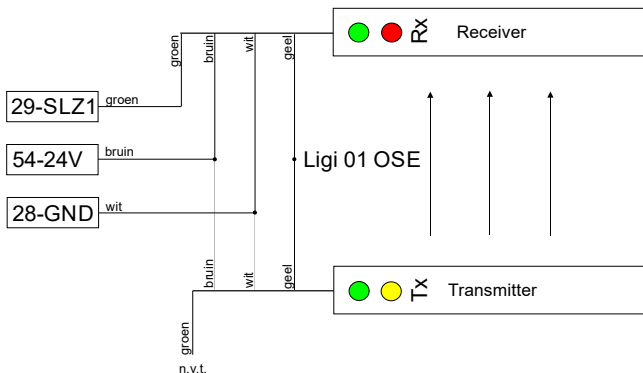 groen
bruin
wit
geel
Rx
Receiver
29-SLZ1
groen
54-24V
bruin
Ligi 01 OSE
28-GND
wit
bruin
wit
geel
Tx
Transmitter
groen
n.v.t.